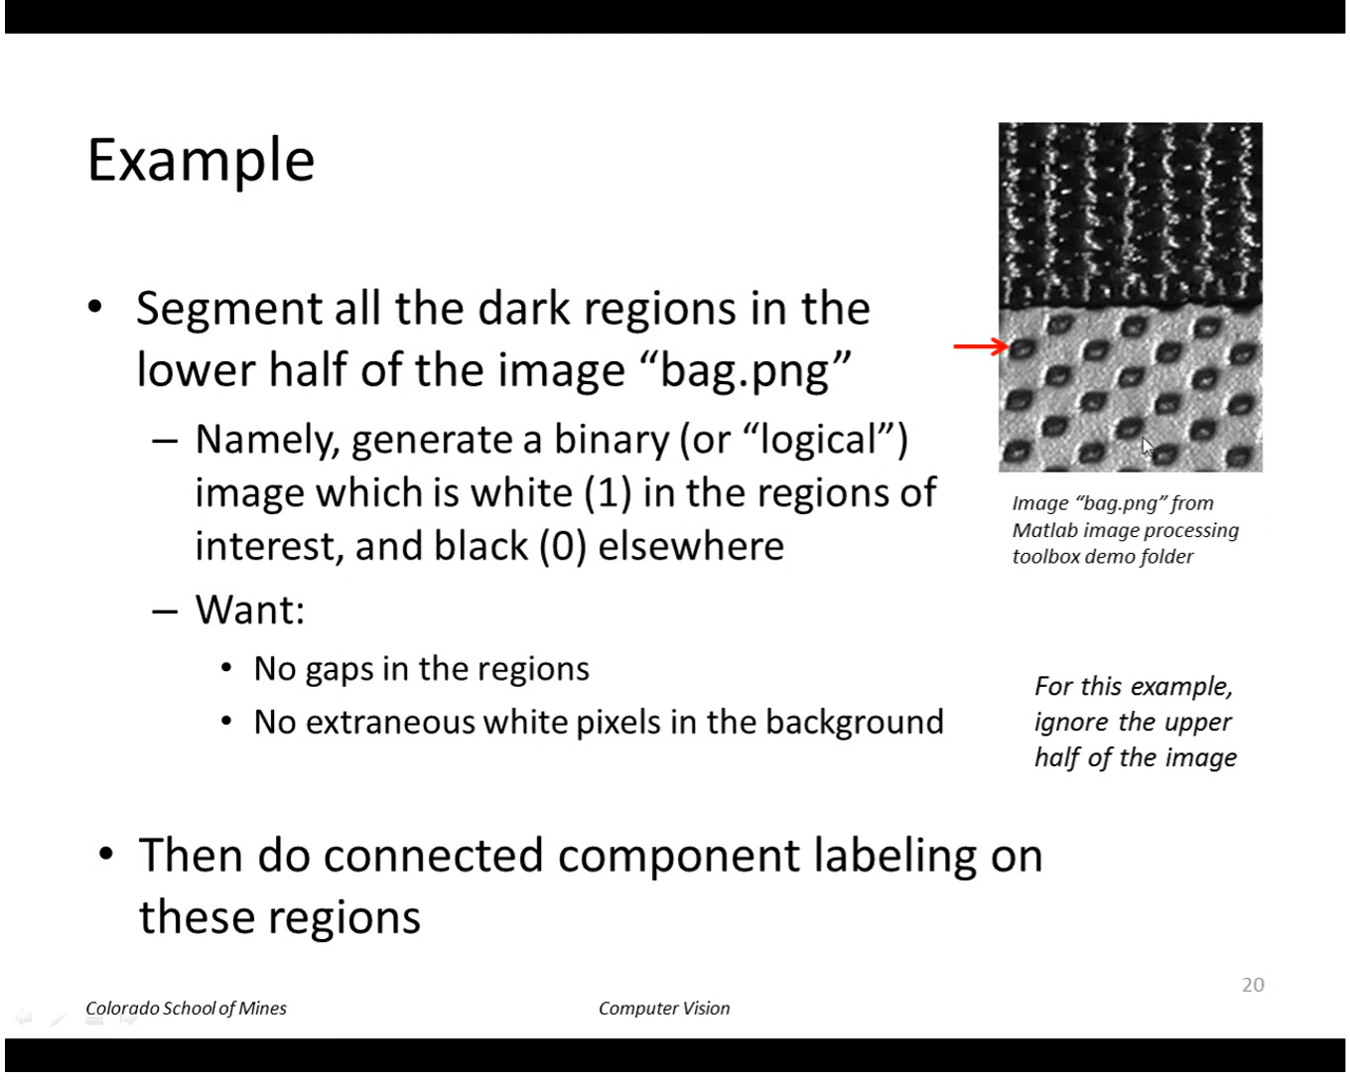 Example
• Segment all the dark regions in the
lower half of the image “bag.png”
– Namely, generate a binary (or “logical”)
image which is white (1) in the regions of
interest, and black (0) elsewhere
– Want:
• No gaps in the regions
• No extraneous white pixels in the background
Image “bag.png” from
Matlab image processing
toolbox demo folder
For this example,
ignore the upper
half of the image
• Then do connected component labeling on
these regions
20
Colorado School of Mines
Computer Vision